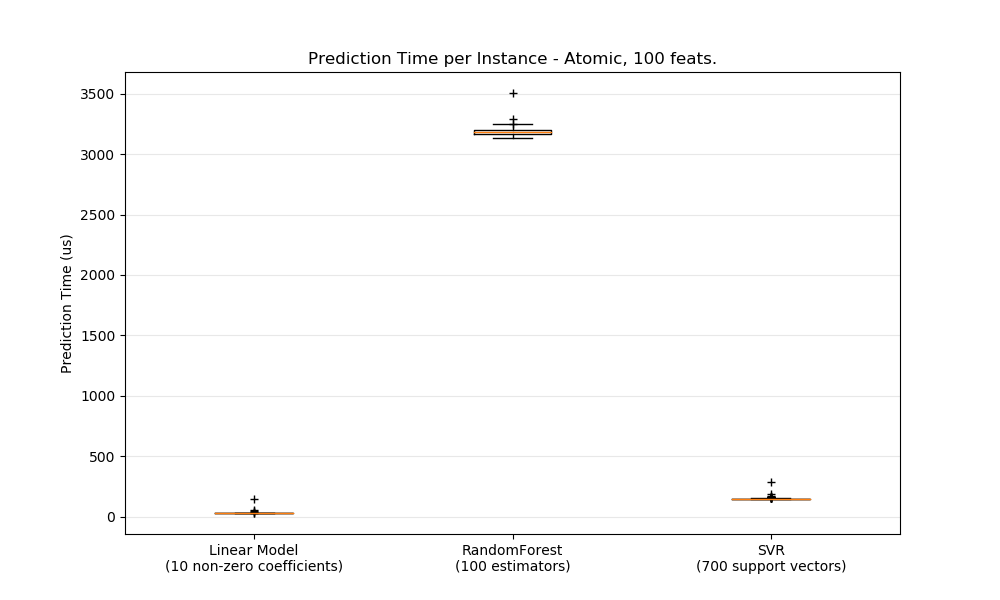 Prediction Time per Instance - Atomic, 100 feats.
3500
3000
2500
2000
1500
1000
500
0
Prediction Time (us)
Linear Model
(10 non-zero coefficients)
RandomForest
(100 estimators)
SVR
(700 support vectors)